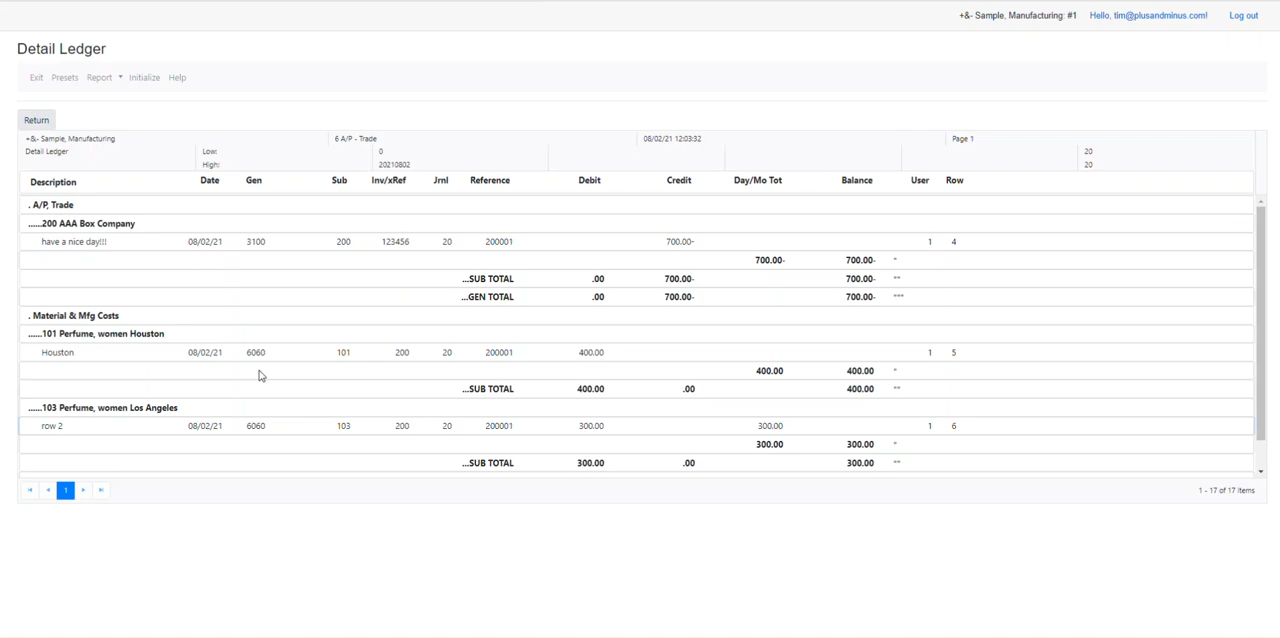 +&- Sample, Manufacturing: #1 Hello, tim@plusandminus.com! Log out
Detail Ledger
Exit Presets Report Initialize Help
Return
+&- Sample, Manufacturing 6 A/P - Trade 08/02/21 12:03:32 Page 1
Detail Ledger Low: 0 20
High: 20210802 20
Description Date Gen Sub Inv/xRef Jrnl Reference Debit Credit Day/Mo Tot Balance User Row
. A/P, Trade
......200 AAA Box Company
have a nice day!!! 08/02/21 3100 200 123456 20 200001 700.00- 1 4
700.00- 700.00- *
...SUB TOTAL .00 700.00- 700.00- **
...GEN TOTAL .00 700.00- 700.00- ***
. Material & Mfg Costs
......101 Perfume, women Houston
Houston 08/02/21 6060 101 200 20 200001 400.00 1 5
400.00 400.00 *
...SUB TOTAL 400.00 .00 400.00 **
......103 Perfume, women Los Angeles
row 2 08/02/21 6060 103 200 20 200001 300.00 300.00 1 6
300.00 300.00 *
...SUB TOTAL 300.00 .00 300.00 **
1 1 - 17 of 17 items